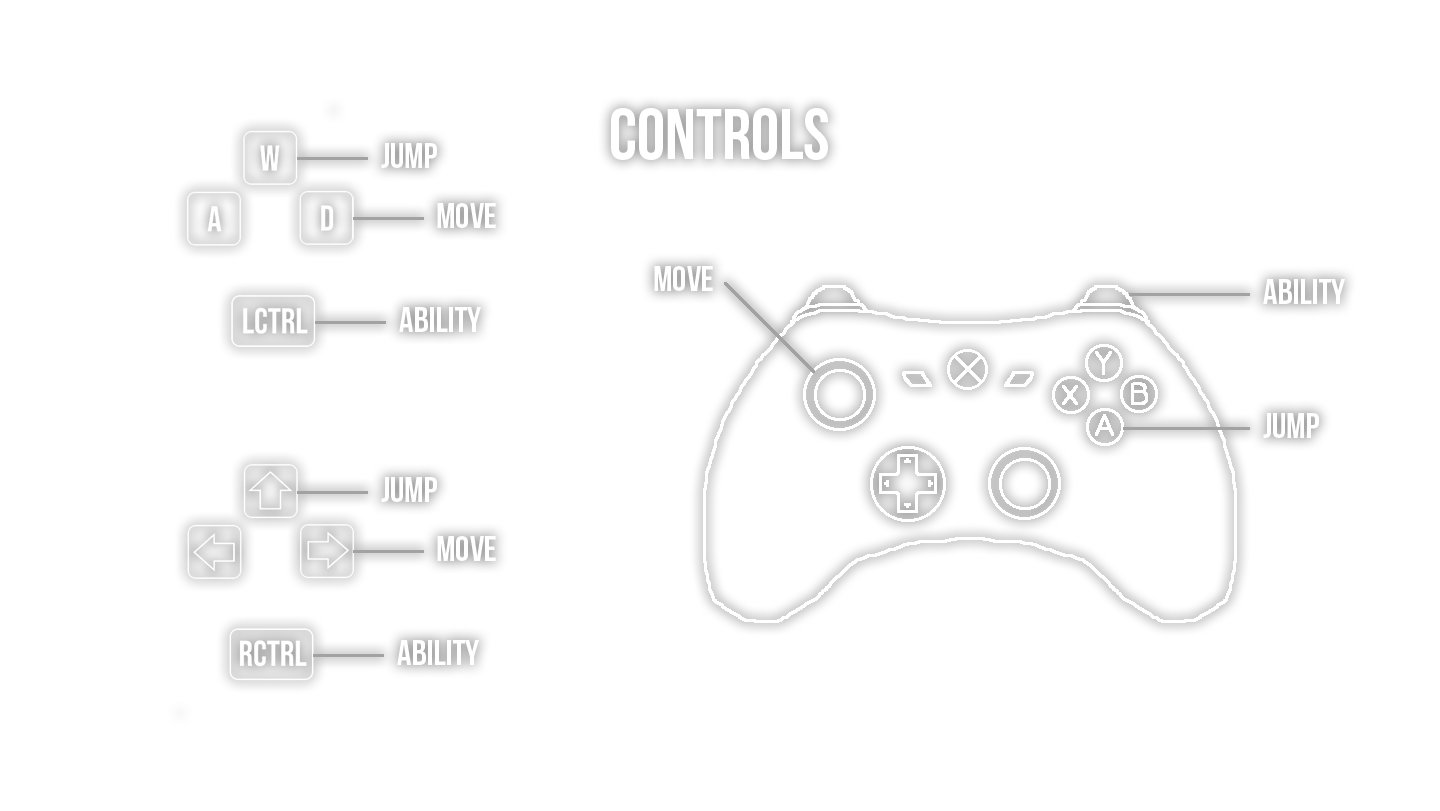 CONTROLS
W JUMP
A D MOVE
LCTRL ABILITY
JUMP
MOVE
RCTRL ABILITY
MOVE
ABILITY
Y
X B
A JUMP